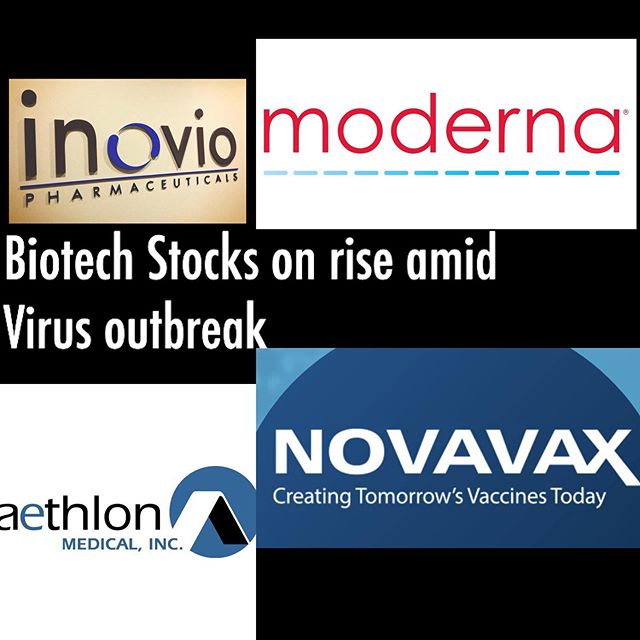 inovio
PHARMACEUTICALS
moderna®
Biotech Stocks on rise amid
Virus outbreak
aethlon
MEDICAL, INC.
NOVAVAX
Creating Tomorrow's Vaccines Today